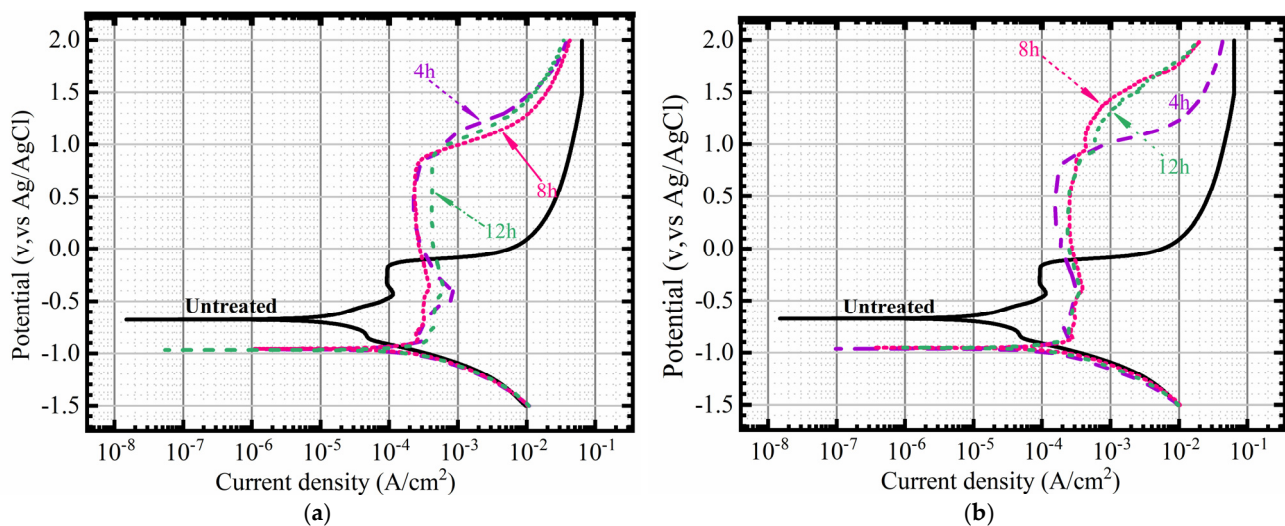 2.0
1.5
1.0
0.5
0.0
-0.5
-1.0
-1.5
Potential (v,vs Ag/AgCl)
4h
8h
12h
Untreated
10⁻⁸ 10⁻⁷ 10⁻⁶ 10⁻⁵ 10⁻⁴ 10⁻³ 10⁻² 10⁻¹
Current density (A/cm²)
(a)
2.0
1.5
1.0
0.5
0.0
-0.5
-1.0
-1.5
Potential (v,vs Ag/AgCl)
8h
4h
12h
Untreated
10⁻⁸ 10⁻⁷ 10⁻⁶ 10⁻⁵ 10⁻⁴ 10⁻³ 10⁻² 10⁻¹
Current density (A/cm²)
(b)